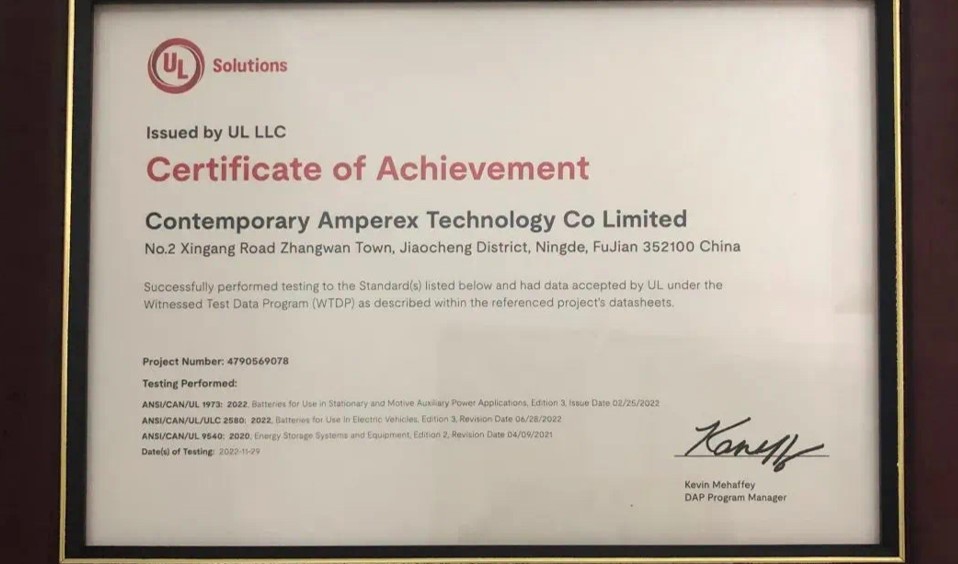 UL Solutions
Issued by UL LLC
Certificate of Achievement
Contemporary Amperex Technology Co Limited
No.2 Xingang Road Zhangwan Town, Jiaocheng District, Ningde, FuJian 352100 China
Successfully performed testing to the Standard(s) listed below and had data accepted by UL under the
Witnessed Test Data Program (WTDP) as described within the referenced project's datasheets.
Project Number: 4790569078
Testing Performed:
ANSI/CAN/UL 1973: 2022, Batteries for Use in Stationary and Motive Auxiliary Power Applications, Edition 3, Issue Date 02/25/2022
ANSI/CAN/UL/ULC 2580: 2022, Batteries for Use In Electric Vehicles, Edition 3, Revision Date 06/28/2022
ANSI/CAN/UL 9540: 2020, Energy Storage Systems and Equipment, Edition 2, Revision Date 04/09/2021
Date(s) of Testing: 2022-11-29
Kevin Mehaffey
DAP Program Manager